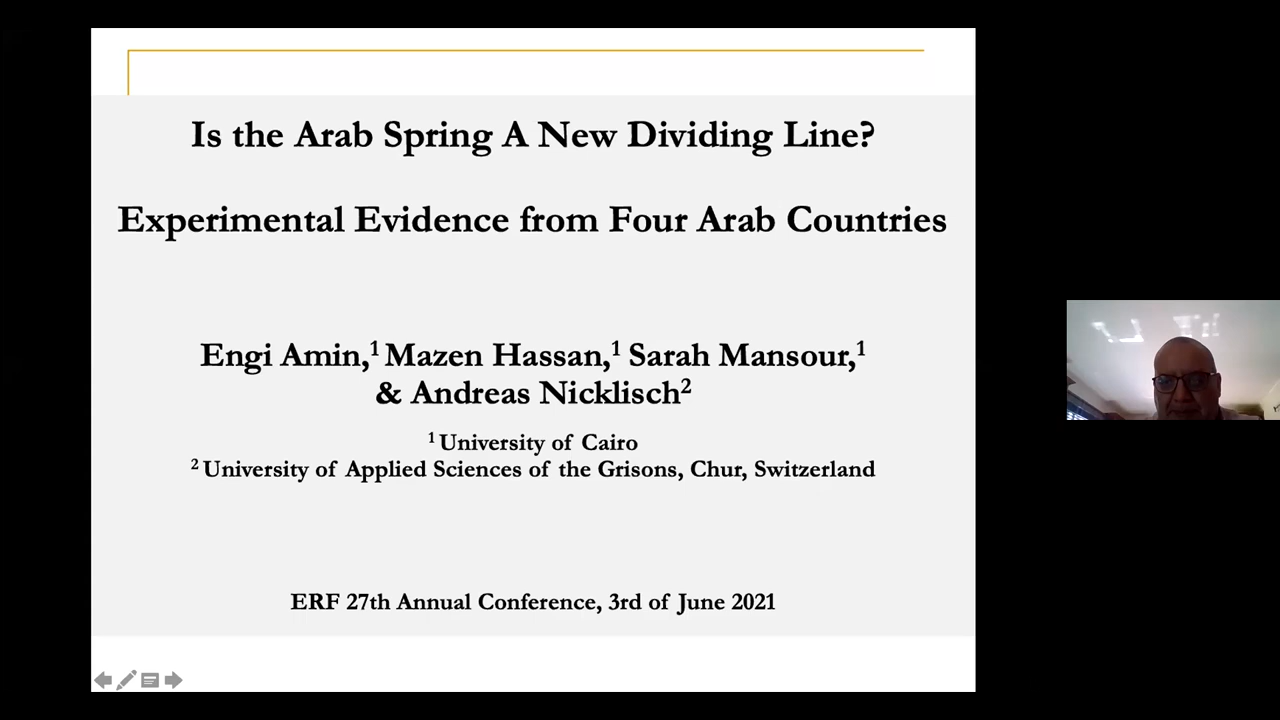 Is the Arab Spring A New Dividing Line?
Experimental Evidence from Four Arab Countries
Engi Amin,¹ Mazen Hassan,¹ Sarah Mansour,¹
& Andreas Nicklisch²
¹ University of Cairo
² University of Applied Sciences of the Grisons, Chur, Switzerland
ERF 27th Annual Conference, 3rd of June 2021